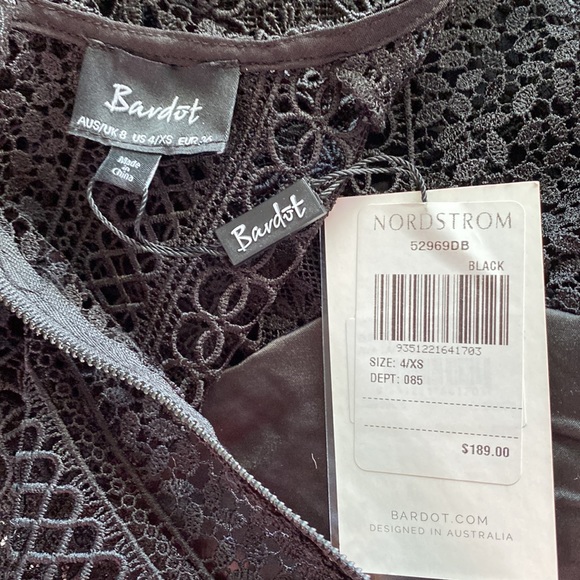 Bardot
AUS/UK 8 US 4/XS EUR 36
Made
in
China
Bardot
NORDSTROM
52969DB
BLACK
9351221641703
SIZE: 4/XS
DEPT: 085
$189.00
BARDOT.COM
DESIGNED IN AUSTRALIA